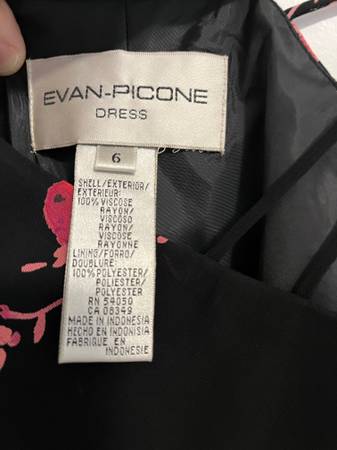 EVAN-PICONE
DRESS
6
SHELL/EXTERIOR/
EXTERIEUR:
100% VISCOSE
RAYON/
VISCOSO
RAYON/
VISCOSE
RAYONNE
LINING/FORRO/
DOUBLURE:
100% POLYESTER/
POLIESTER/
POLYESTER
RN 54050
CA 08349
MADE IN INDONESIA
HECHO EN INDONISIA
FABRIQUE EN
INDONESIE